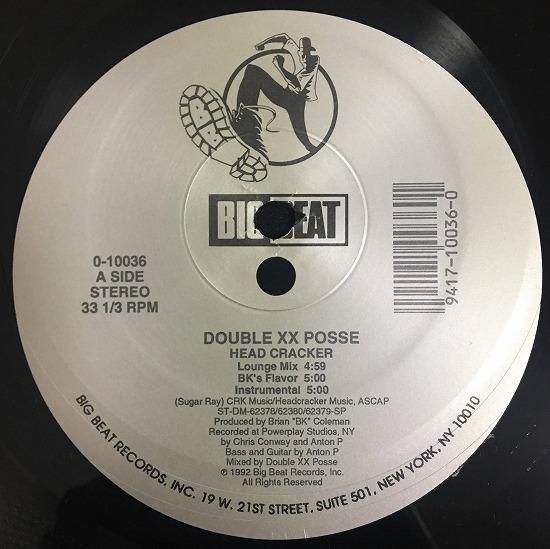 BB
BIG BEAT
0-10036
A SIDE
STEREO
33 1/3 RPM
9417-10036-0
DOUBLE XX POSSE
HEAD CRACKER
Lounge Mix 4:59
BK's Flavor 5:00
Instrumental 5:00
(Sugar Ray) CRK Music/Headcracker Music, ASCAP
ST-DM-62378/62380/62379-SP
Produced by Brian "BK" Coleman
Recorded at Powerplay Studios, NY
by Chris Conway and Anton P
Bass and Guitar by Anton P
Mixed by Double XX Posse
℗ 1992 Big Beat Records, Inc.
All Rights Reserved
BIG BEAT RECORDS, INC. 19 W. 21ST STREET, SUITE 501, NEW YORK, NY 10010